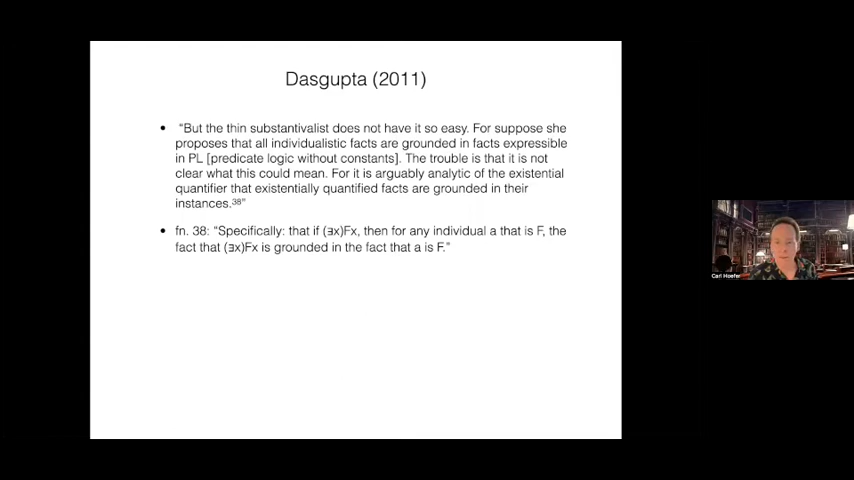 Dasgupta (2011)
• “But the thin substantivalist does not have it so easy. For suppose she
proposes that all individualistic facts are grounded in facts expressible
in PL [predicate logic without constants]. The trouble is that it is not
clear what this could mean. For it is arguably analytic of the existential
quantifier that existentially quantified facts are grounded in their
instances.³⁸”
• fn. 38: “Specifically: that if (∃x)Fx, then for any individual a that is F, the
fact that (∃x)Fx is grounded in the fact that a is F.”
Carl Hoefer